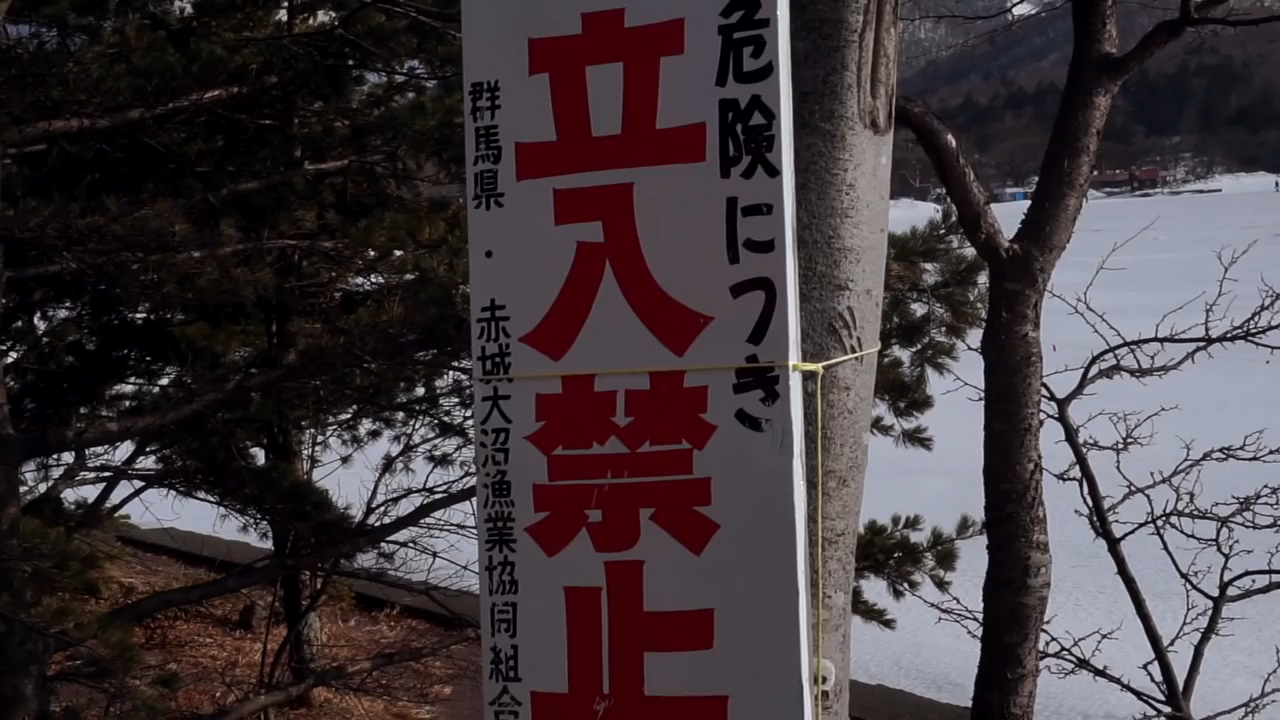 危険につき
立入禁止
群馬県・赤城大沼漁業協同組合